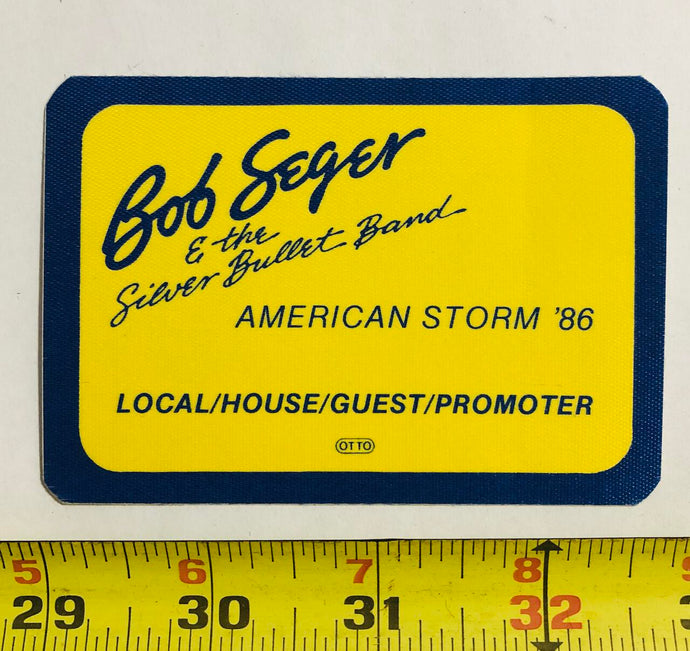 Bob Seger
& the
Silver Bullet Band
AMERICAN STORM '86
LOCAL/HOUSE/GUEST/PROMOTER
OTTO
5 6 7 8 9
29 30 31 32